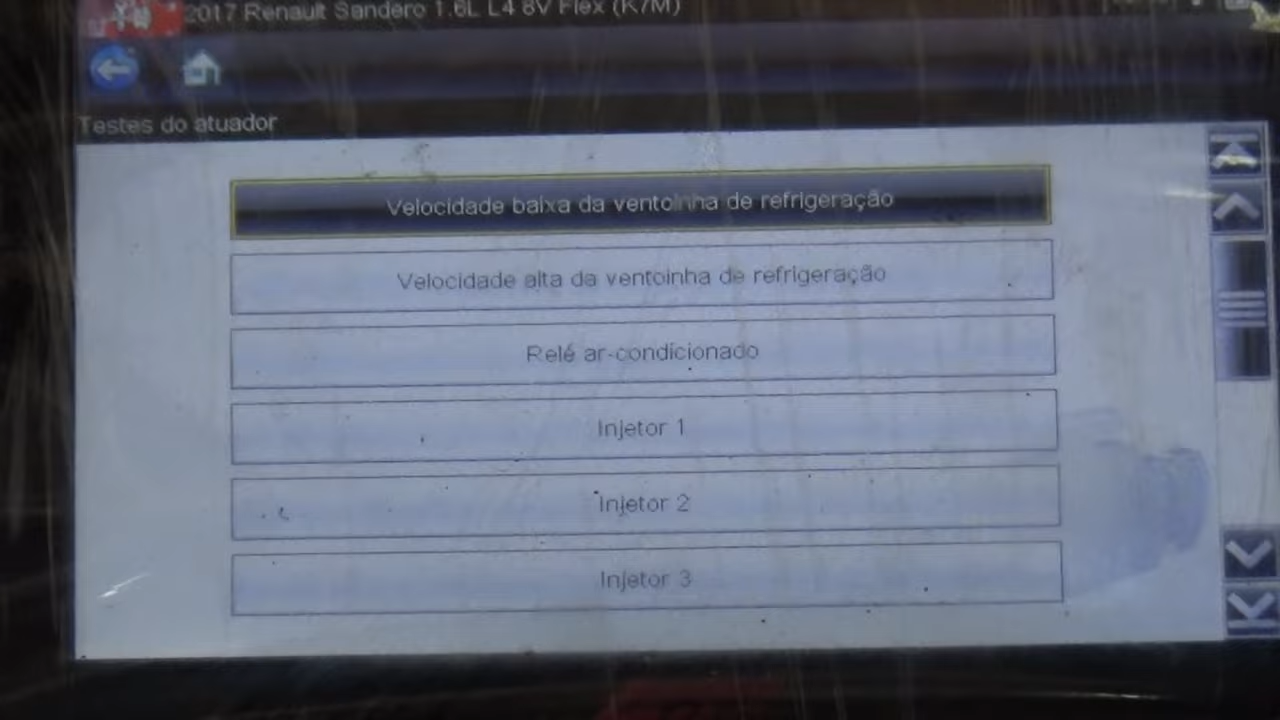 2017 Renault Sandero 1.6L L4 8V Flex (K7M)
Testes do atuador
Velocidade baixa da ventoinha de refrigeração
Velocidade alta da ventoinha de refrigeração
Relé ar-condicionado
Injetor 1
Injetor 2
Injetor 3